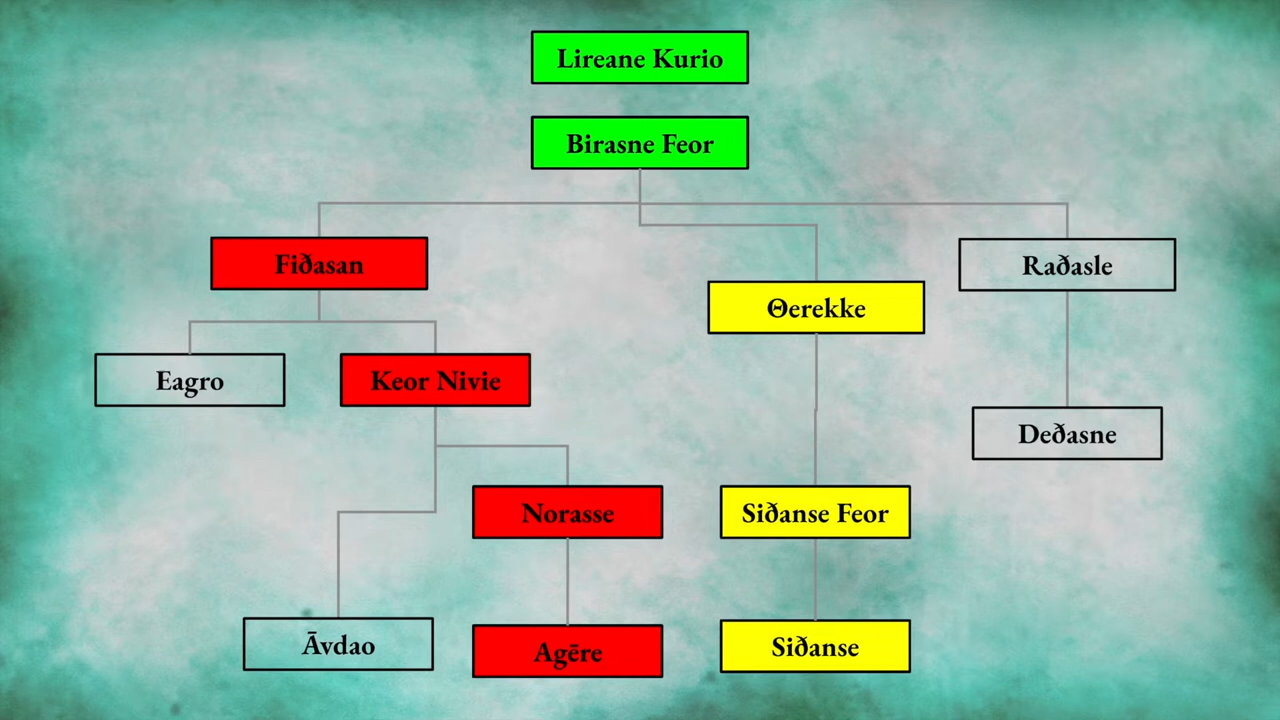 Lireane Kurio
Birasne Feor
Fiðasan
Raðasle
Θerekke
Eagro
Keor Nivie
Deðasne
Norasse
Siðanse Feor
Āvdao
Agēre
Siðanse